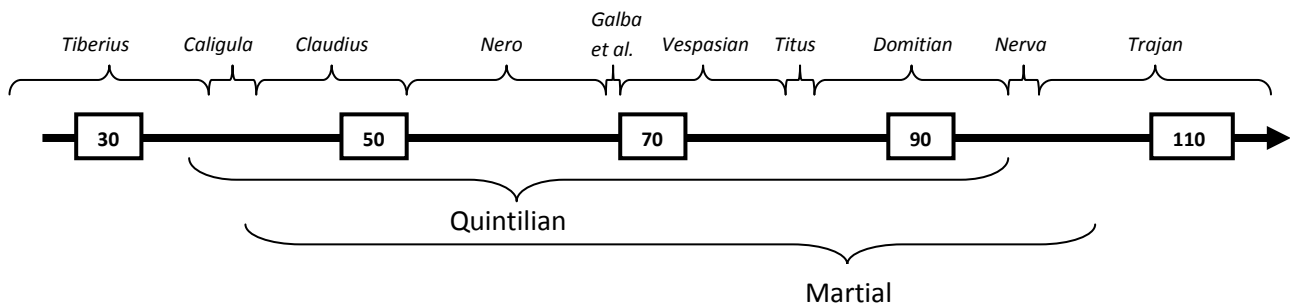 Tiberius Caligula Claudius Nero Galba et al. Vespasian Titus Domitian Nerva Trajan
30 50 70 90 110
Quintilian
Martial